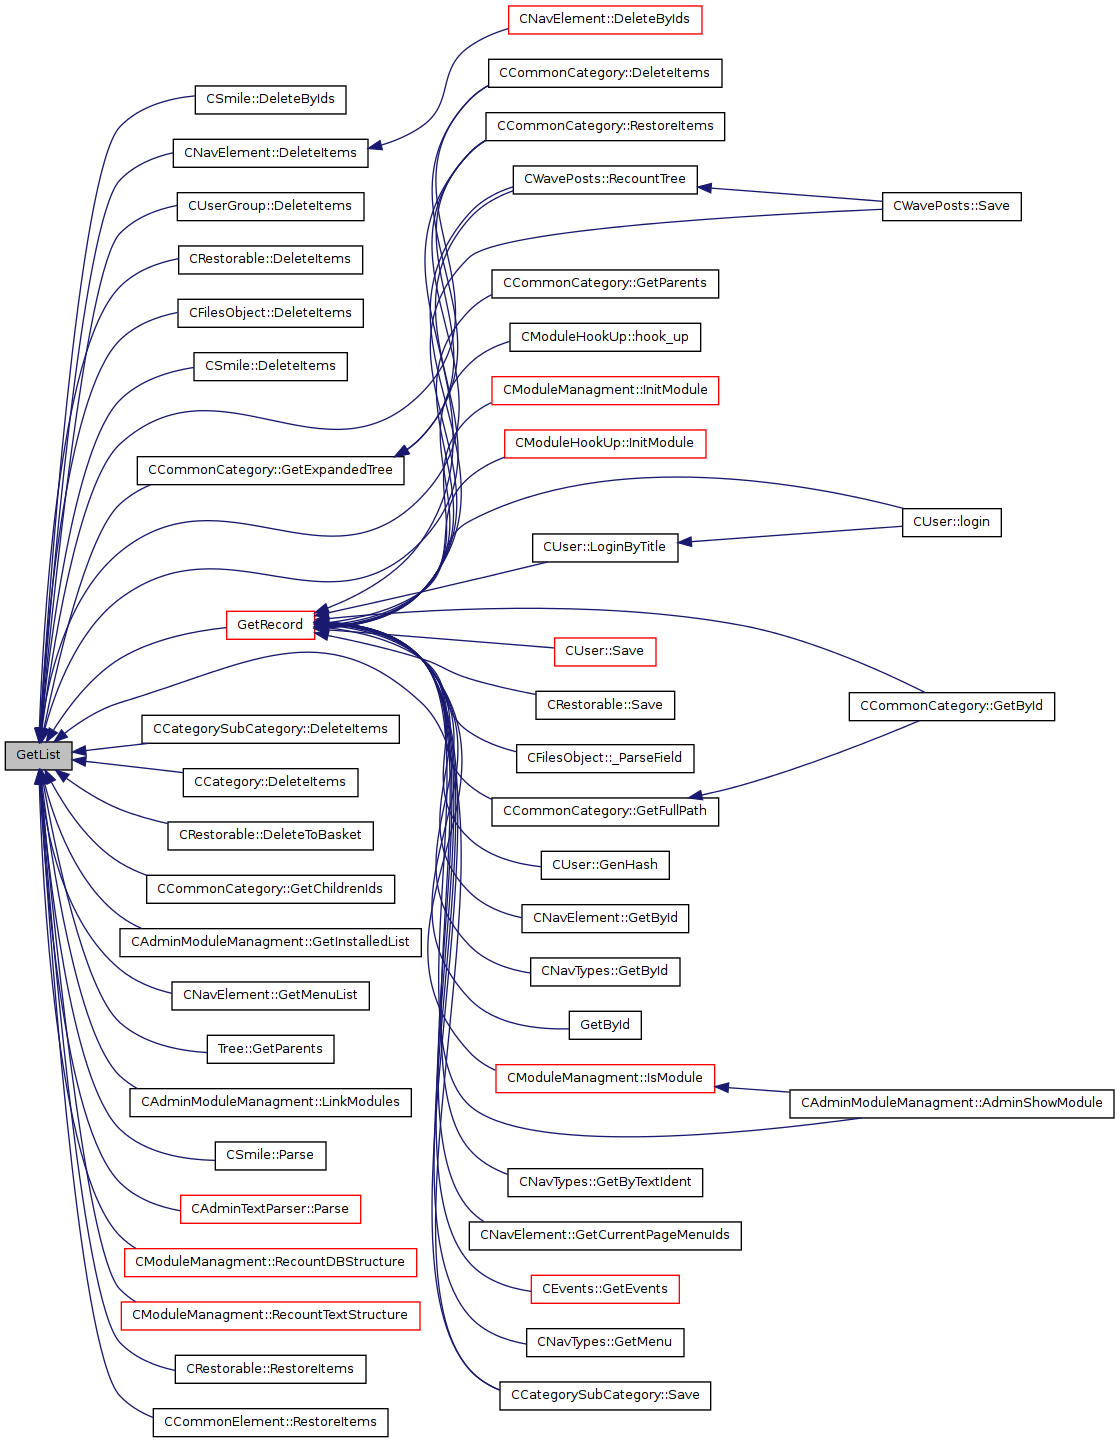 CNavElement::DeleteByIds
CCommonCategory::DeleteItems
CSmile::DeleteByIds
CCommonCategory::RestoreItems
CNavElement::DeleteItems
CWavePosts::RecountTree
CUserGroup::DeleteItems
CWavePosts::Save
CRestorable::DeleteItems
CCommonCategory::GetParents
CFilesObject::DeleteItems
CModuleHookUp::hook_up
CSmile::DeleteItems
CModuleManagment::InitModule
CModuleHookUp::InitModule
CCommonCategory::GetExpandedTree
CUser::login
CUser::LoginByTitle
GetRecord
CUser::Save
CRestorable::Save
CCommonCategory::GetById
CCategorySubCategory::DeleteItems
GetList
CFilesObject::_ParseField
CCategory::DeleteItems
CCommonCategory::GetFullPath
CRestorable::DeleteToBasket
CUser::GenHash
CCommonCategory::GetChildrenIds
CNavElement::GetById
CAdminModuleManagment::GetInstalledList
CNavTypes::GetById
CNavElement::GetMenuList
GetById
Tree::GetParents
CModuleManagment::IsModule
CAdminModuleManagment::LinkModules
CAdminModuleManagment::AdminShowModule
CSmile::Parse
CNavTypes::GetByTextIdent
CAdminTextParser::Parse
CNavElement::GetCurrentPageMenuIds
CModuleManagment::RecountDBStructure
CEvents::GetEvents
CModuleManagment::RecountTextStructure
CNavTypes::GetMenu
CRestorable::RestoreItems
CCategorySubCategory::Save
CCommonElement::RestoreItems